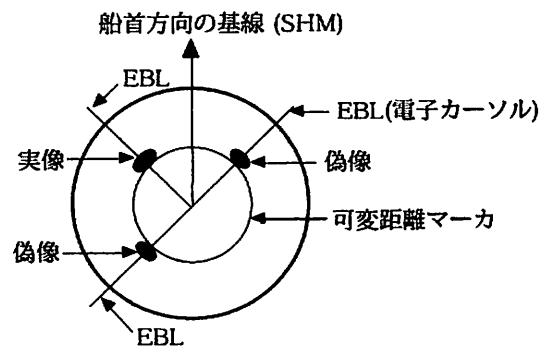 船首方向の基線 (SHM)
EBL
EBL(電子カーソル)
実像
偽像
可変距離マーカ
偽像
EBL